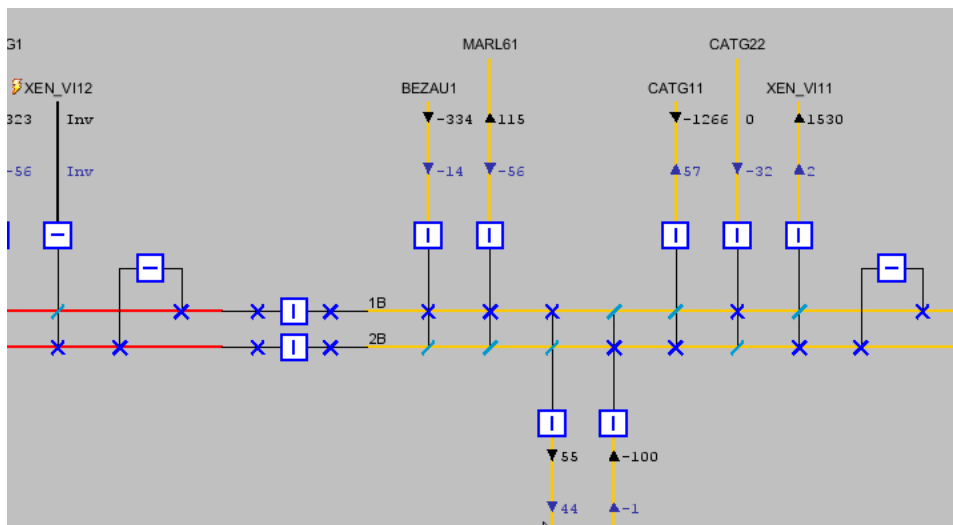 G1
MARL61
CATG22
XEN_VI12
BEZAU1
CATG11
XEN_VI11
323 Inv
-334
115
-1266
0
1530
-56 Inv
-14
-56
57
-32
2
1B
2B
55
-100
44
-1